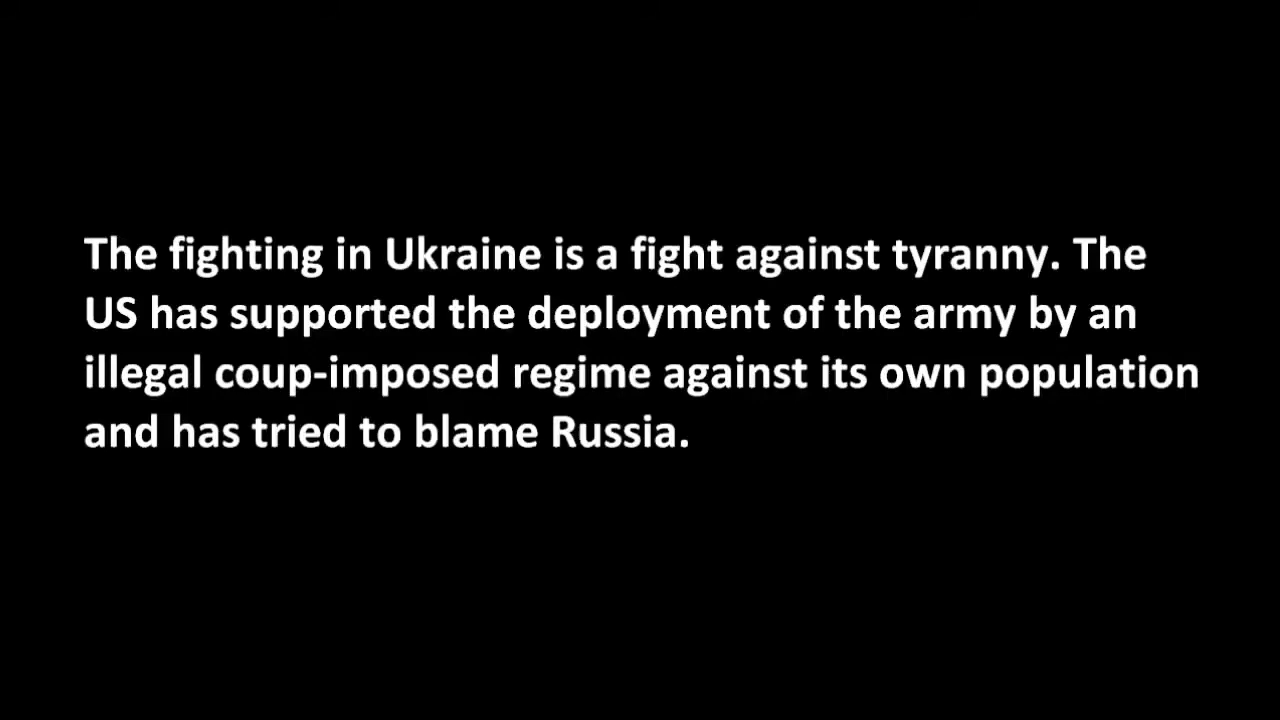 The fighting in Ukraine is a fight against tyranny. The
US has supported the deployment of the army by an
illegal coup-imposed regime against its own population
and has tried to blame Russia.